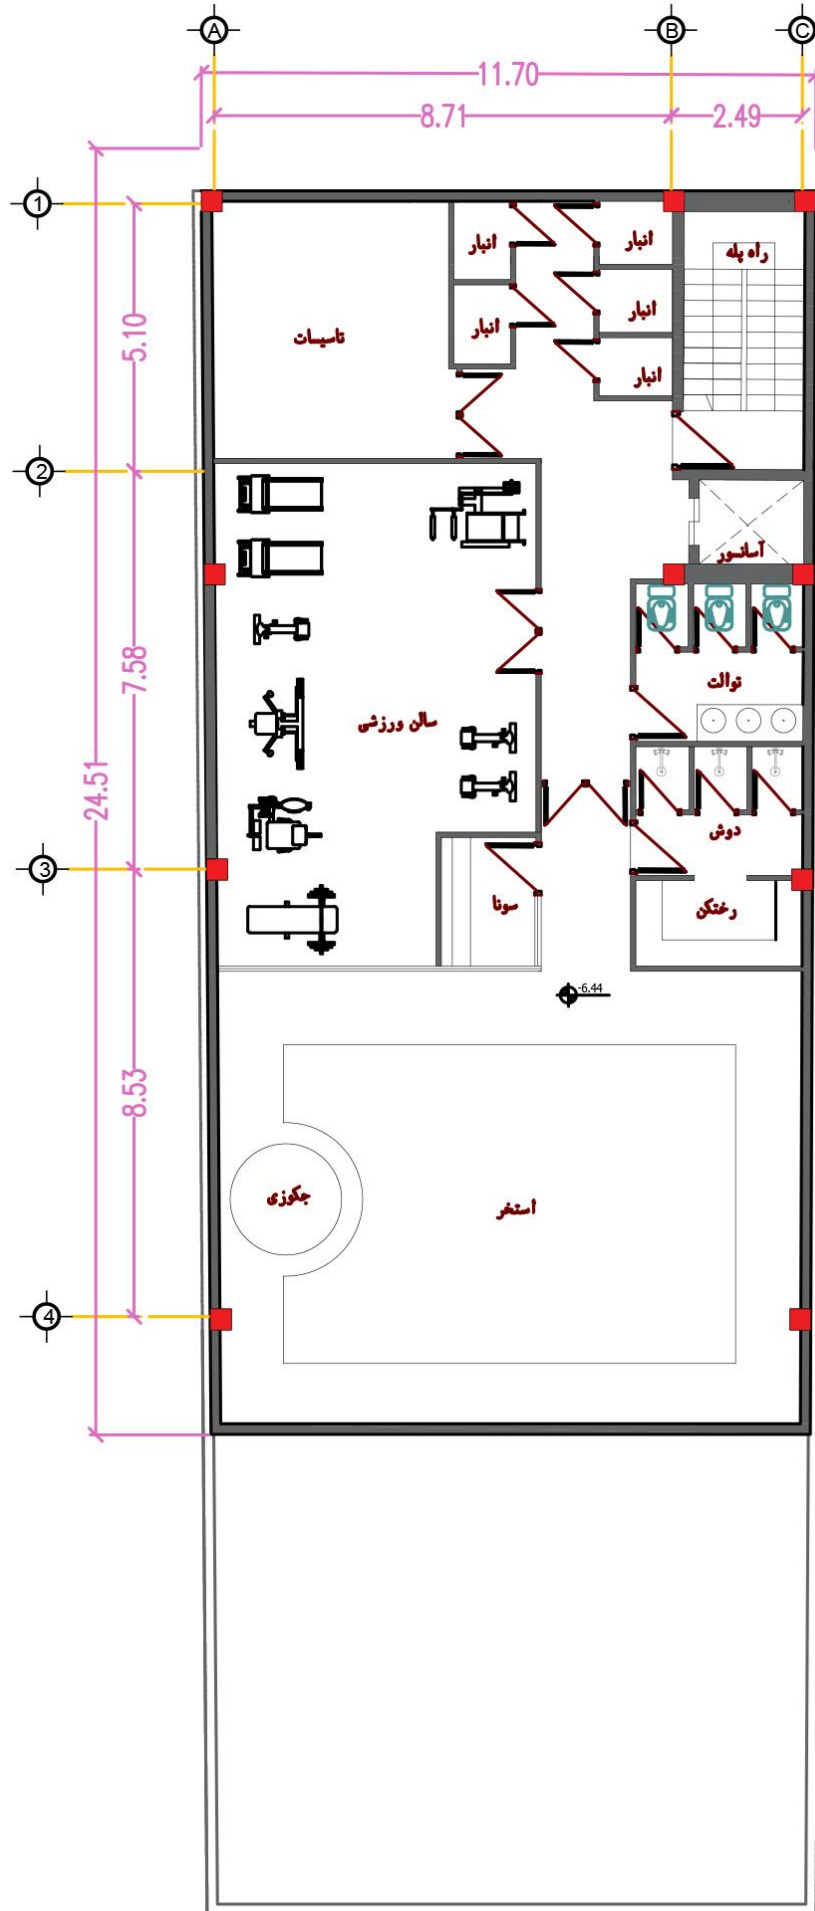 A
B
C
11.70
8.71
2.49
1
انبار
انبار
راه پله
5.10
انبار
انبار
تاسیسات
انبار
2
آسانسور
7.58
توالت
سالن ورزشی
24.51
دوش
3
سونا
رختکن
-6.44
8.53
جکوزی
استخر
4